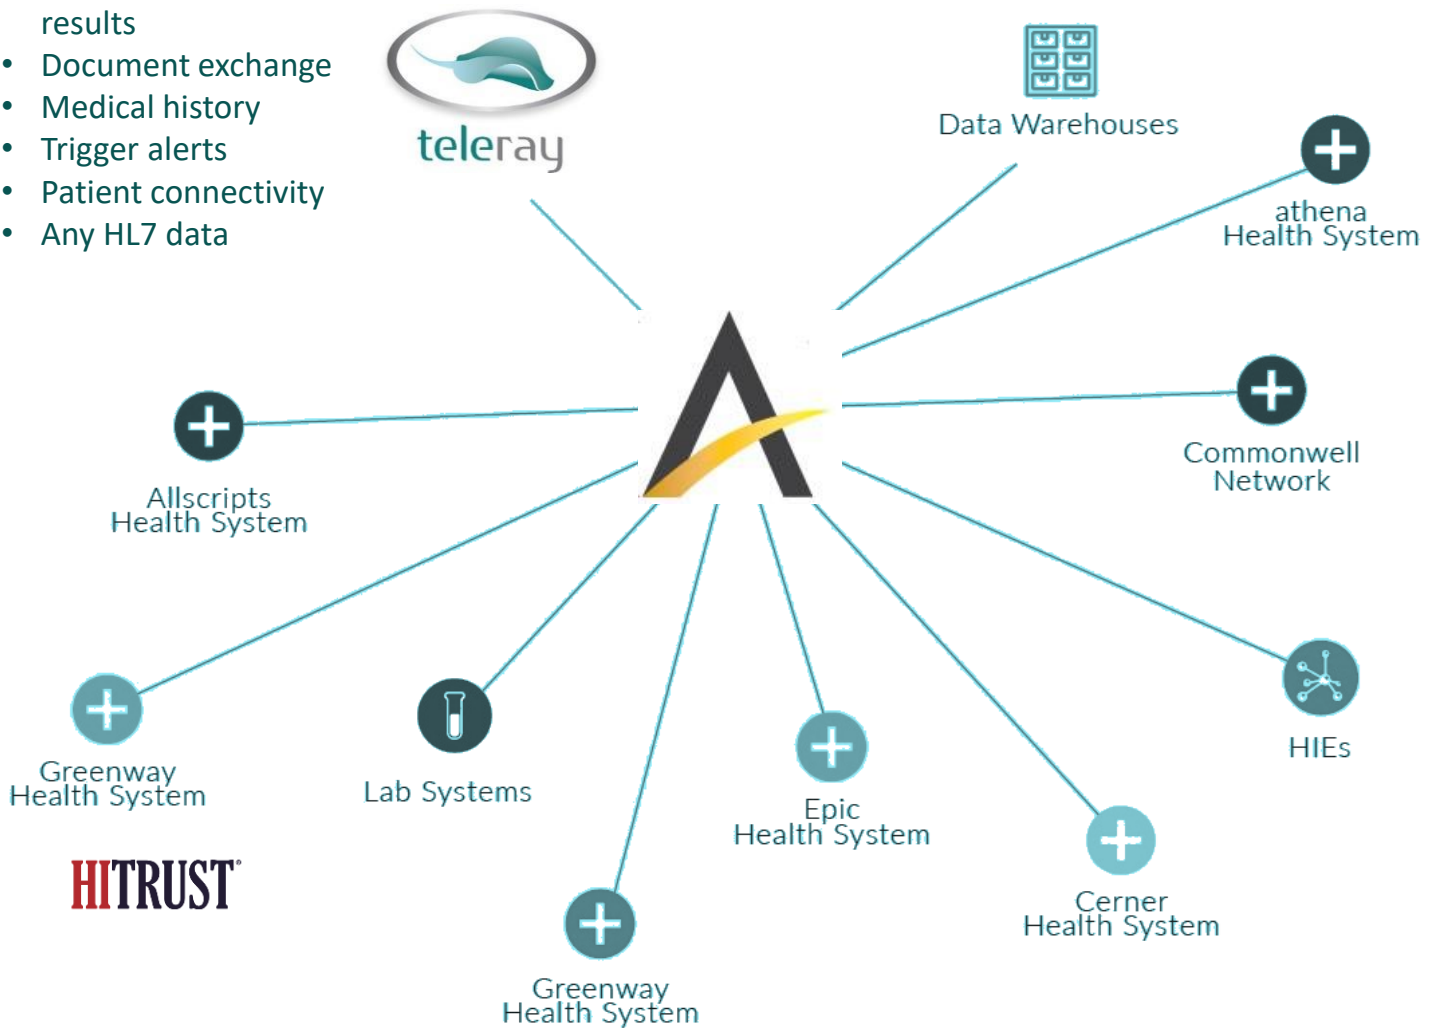 results
• Document exchange
• Medical history
• Trigger alerts
• Patient connectivity
• Any HL7 data
teleray
Data Warehouses
athena
Health System
Allscripts
Health System
Commonwell
Network
Greenway
Health System
Lab Systems
Epic
Health System
HIEs
HITRUST®
Cerner
Health System
Greenway
Health System